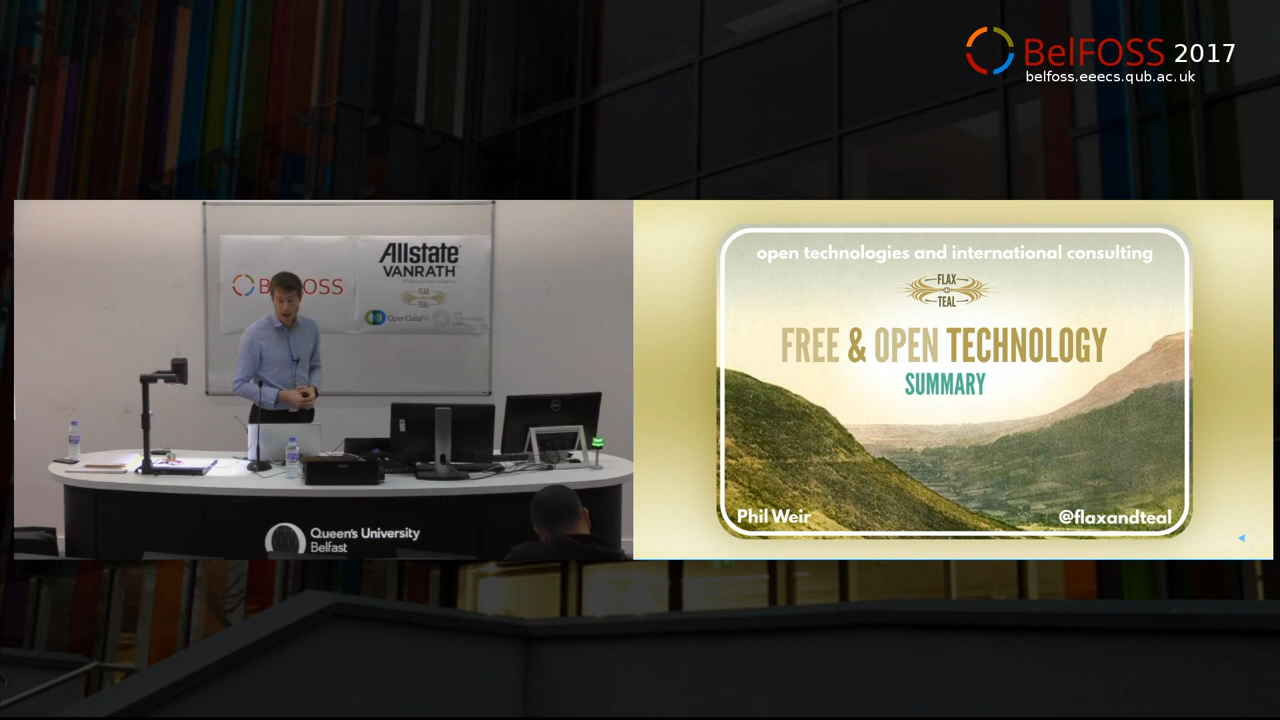 BelFOSS 2017
belfoss.eeecs.qub.ac.uk
Allstate
VANRATH
FLAX
TEAL
OpenDataNI
B OSS
Queen's University
Belfast
open technologies and international consulting
FLAX
TEAL
FREE & OPEN TECHNOLOGY
SUMMARY
Phil Weir
@flaxandteal